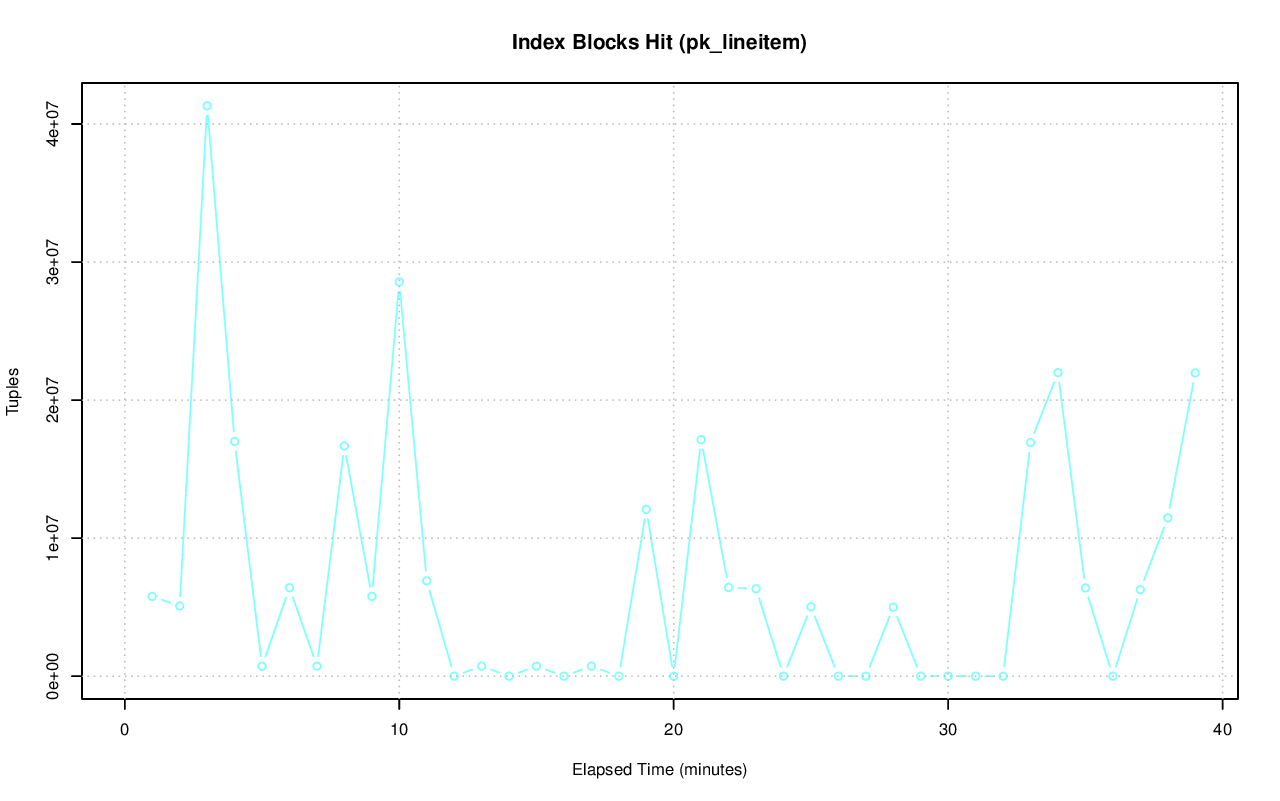 Index Blocks Hit (pk_lineitem)
Tuples
4e+07
3e+07
2e+07
1e+07
0e+00
0 10 20 30 40
Elapsed Time (minutes)